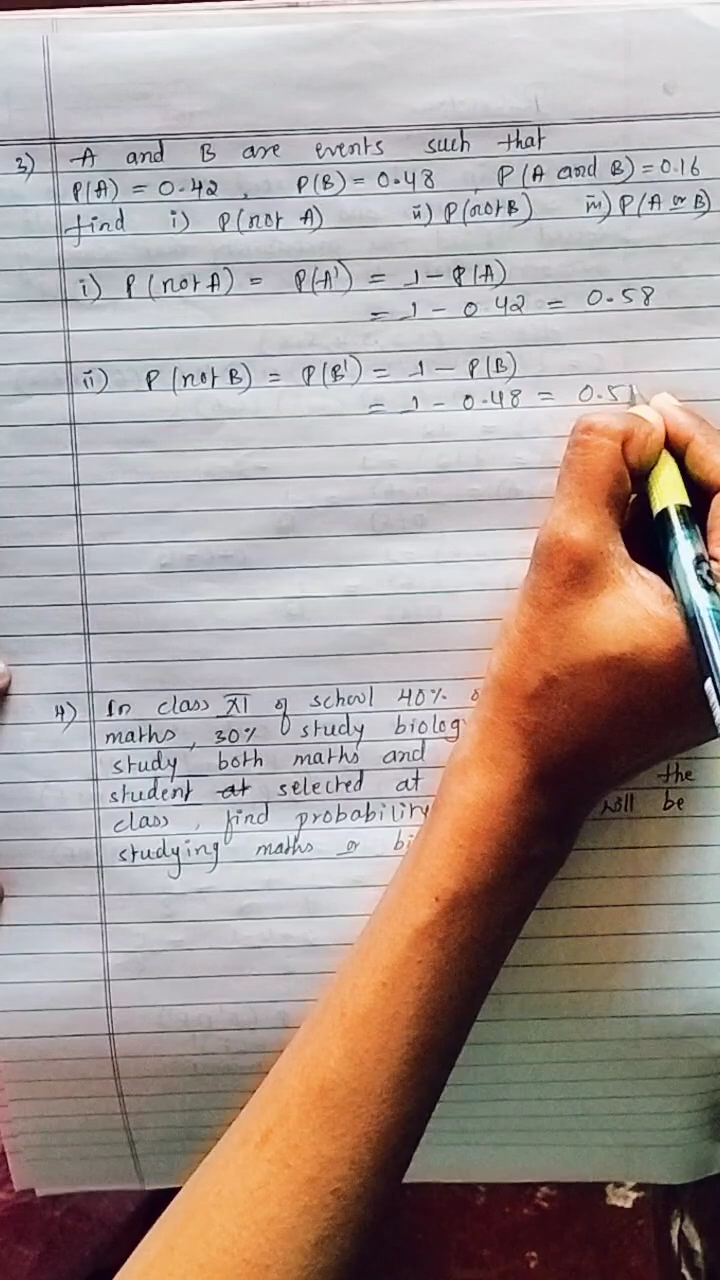 3) A and B are events such that
P(A) = 0.42, P(B) = 0.48, P(A and B) = 0.16
find i) P(not A) ii) P(not B) iii) P(A or B)
i) P(not A) = P(A') = 1 - P(A)
= 1 - 0.42 = 0.58
ii) P(not B) = P(B') = 1 - P(B)
= 1 - 0.48 = 0.5
4) In class XI of school 40%
maths, 30% study
study both maths and
student at selected at the
class, find probability will be
studying maths or